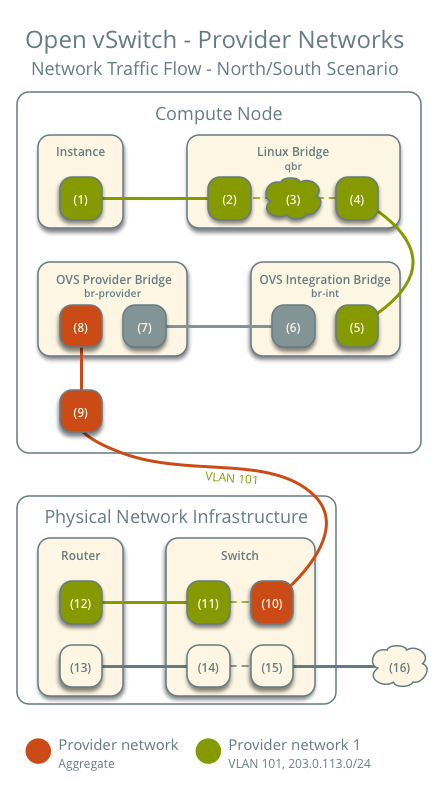 Open vSwitch - Provider Networks
Network Traffic Flow - North/South Scenario
Compute Node
Instance
(1)
Linux Bridge
qbr
(2)
(3)
(4)
OVS Provider Bridge
br-provider
(8)
(7)
OVS Integration Bridge
br-int
(6)
(5)
(9)
VLAN 101
Physical Network Infrastructure
Router
Switch
(12)
(11)
(10)
(13)
(14)
(15)
(16)
Provider network
Aggregate
Provider network 1
VLAN 101, 203.0.113.0/24